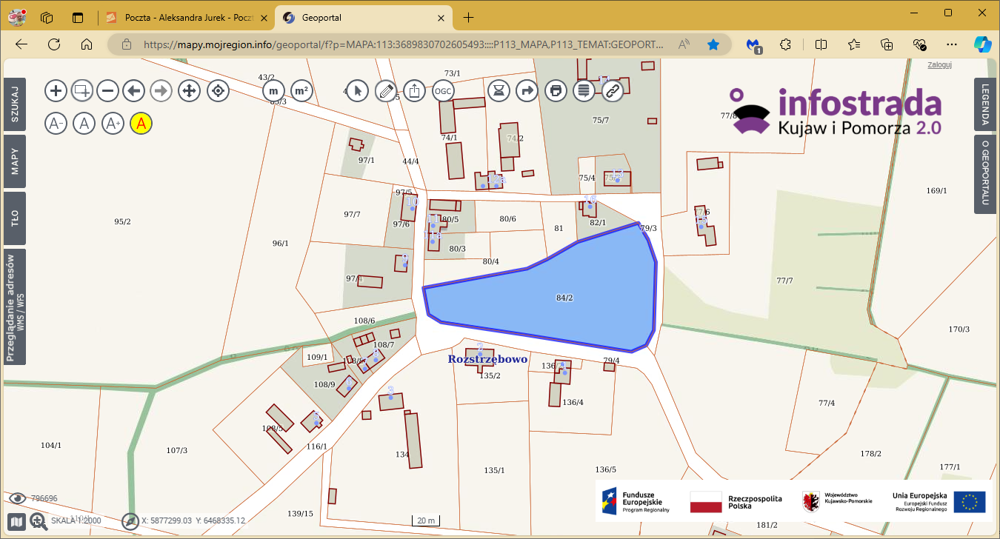 Poczta - Aleksandra Jurek - Poczt
Geoportal
https://mapy.mojregion.info/geoportal/f?p=MAPA:113:3689830702605493::::P113_MAPA,P113_TEMAT:GEOPORT...
1
Zaloguj
SZUKAJ
MAPY
TŁO
Przeglądanie adresów
WMS / WFS
LEGENDA
O GEOPORTALU
m
m²
OGC
A-
A
A+
A
infostrada
Kujaw i Pomorza 2.0
43/2
73/1
75/7
77/8
74/1
74/2
97/1
44/4
12a
75/4
13
169/1
97/5
10
16
95/2
97/7
97/6
11
80/5
80/6
81
82/1
79/3
77/6
15
96/1
11a
80/3
80/4
9
97/4
77/7
84/2
108/6
170/3
108/7
109/1
2
Rozstrzębowo
135/2
1
79/4
108/9
3
136/4
77/4
108/5
104/1
107/3
116/1
134
135/1
136/5
178/2
177/1
139/15
181/2
796696
SKALA 1:2000
X: 5877299.03 Y: 6468335.12
20 m
Fundusze
Europejskie
Program Regionalny
Rzeczpospolita
Polska
Województwo
Kujawsko-Pomorskie
Unia Europejska
Europejski Fundusz
Rozwoju Regionalnego